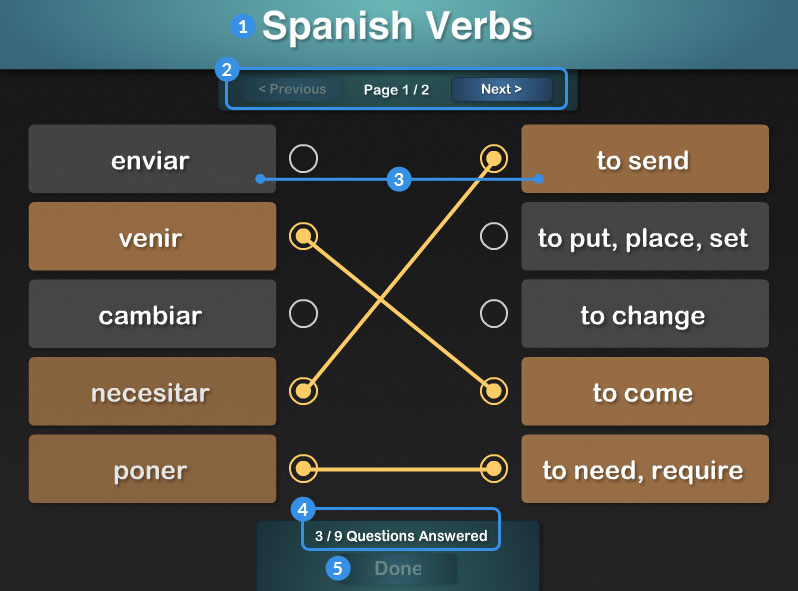 1 Spanish Verbs
2
< Previous Page 1 / 2 Next >
enviar to send
3
venir to put, place, set
cambiar to change
necesitar to come
poner to need, require
4
3 / 9 Questions Answered
5 Done